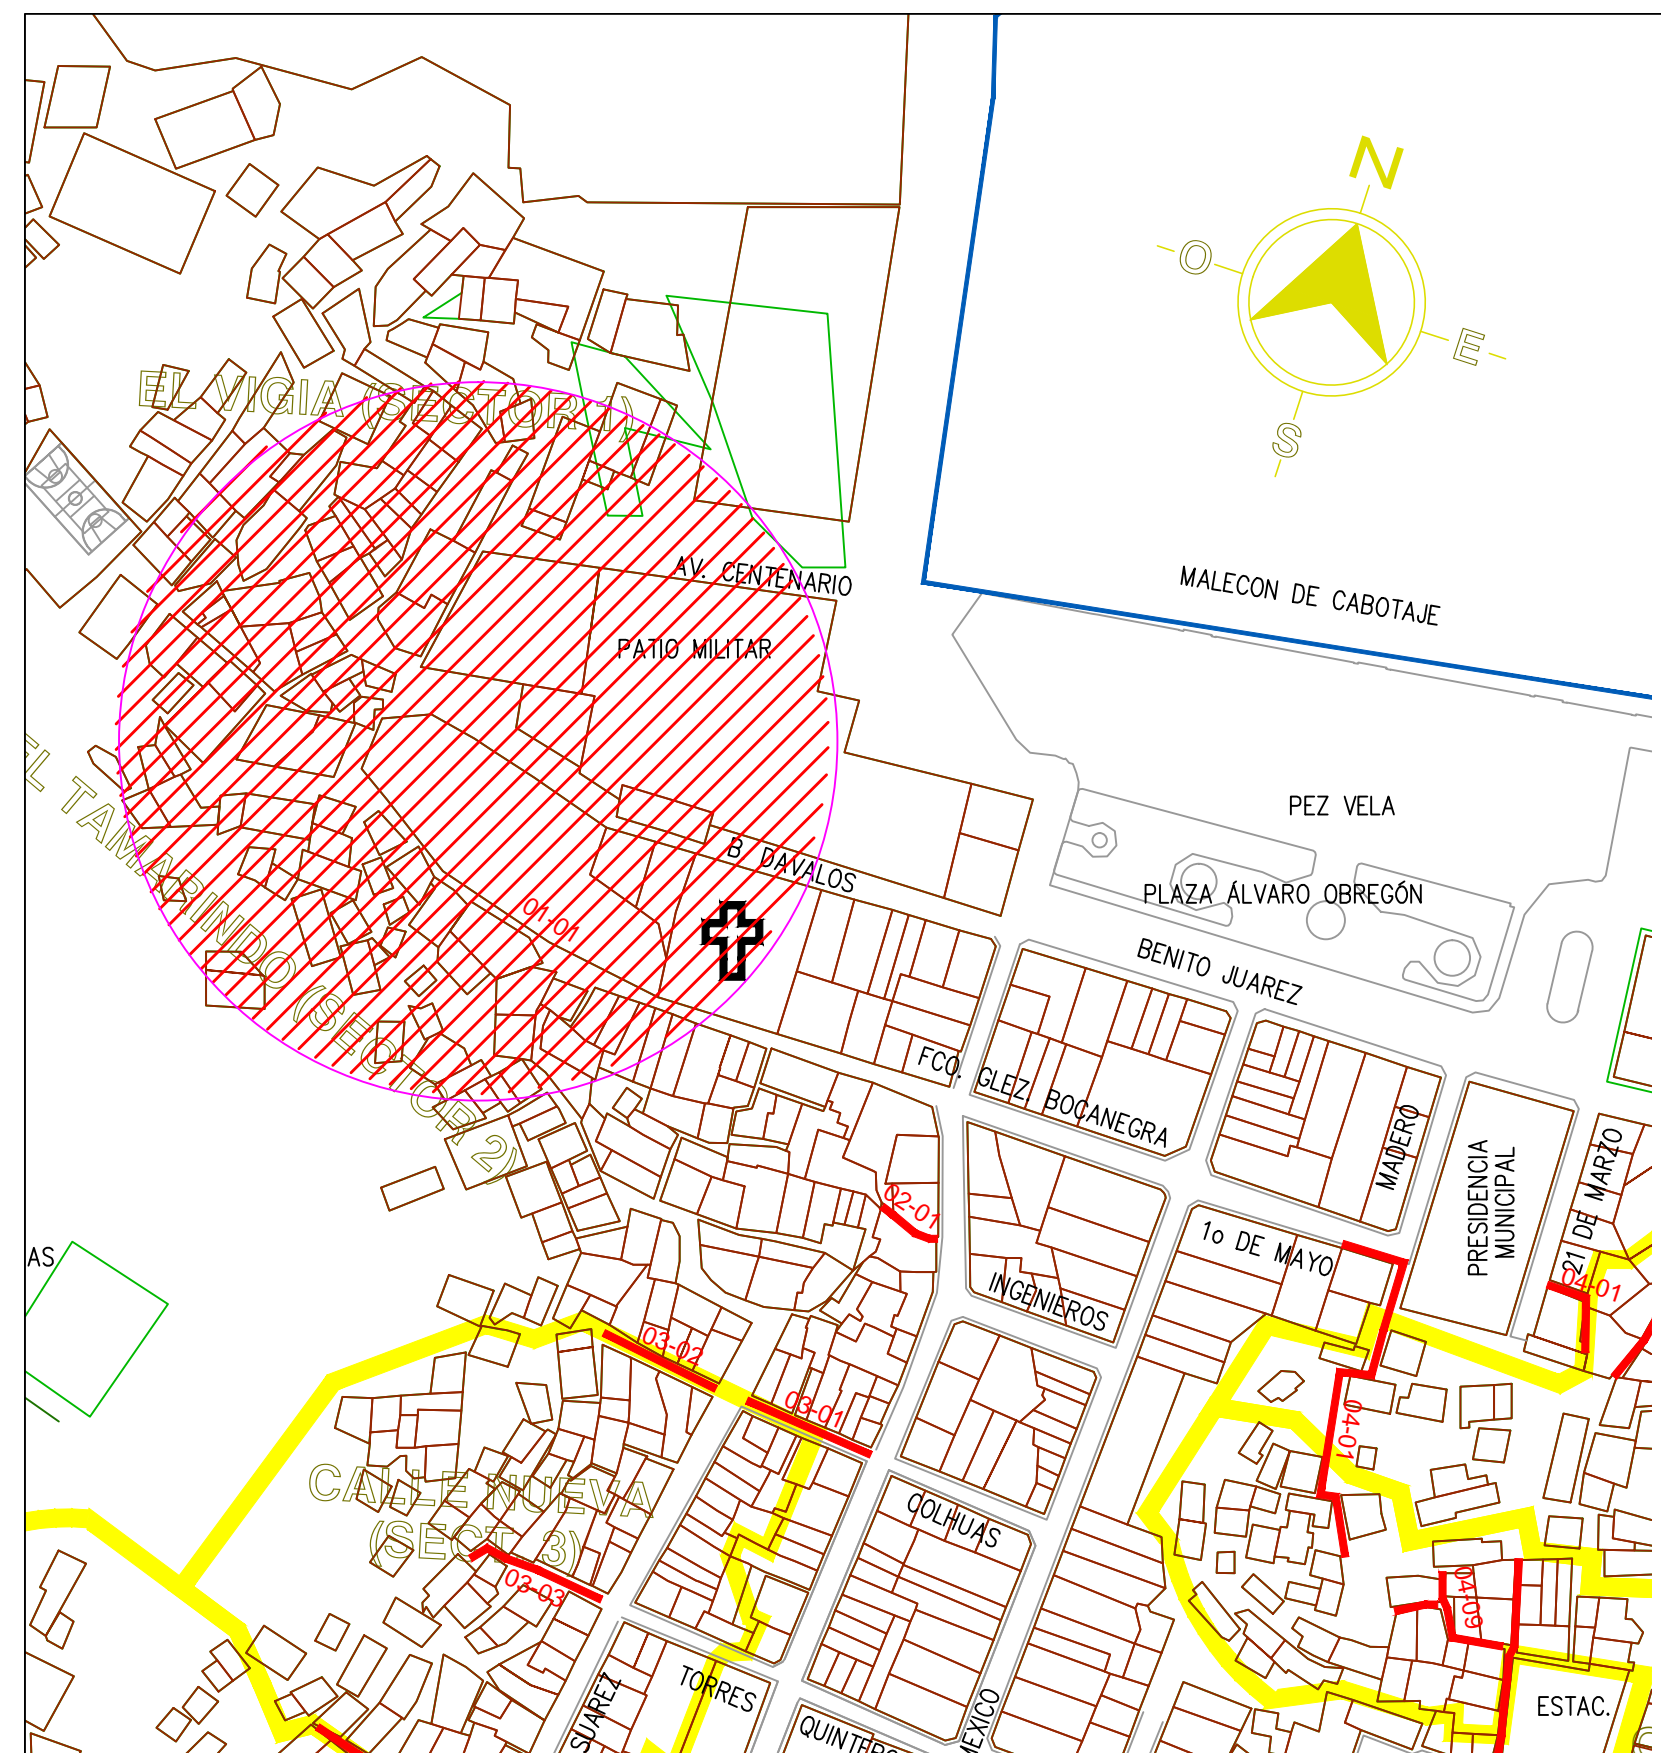 N
O
E
S
EL VIGIA (SECTOR 1)
AV. CENTENARIO
MALECON DE CABOTAJE
PATIO MILITAR
EL TAMARINDO (SECTOR 2)
PEZ VELA
B DAVALOS
PLAZA ÁLVARO OBREGÓN
01-01
BENITO JUAREZ
FCO. GLEZ. BOCANEGRA
MADERO
PRESIDENCIA
MUNICIPAL
21 DE MARZO
02-01
1o DE MAYO
AS
INGENIEROS
04-01
03-02
03-01
04-01
CALLE NUEVA
(SECT. 3)
COLHUAS
03-03
04-09
SUAREZ
TORRES
QUINTERO
MEXICO
ESTAC.